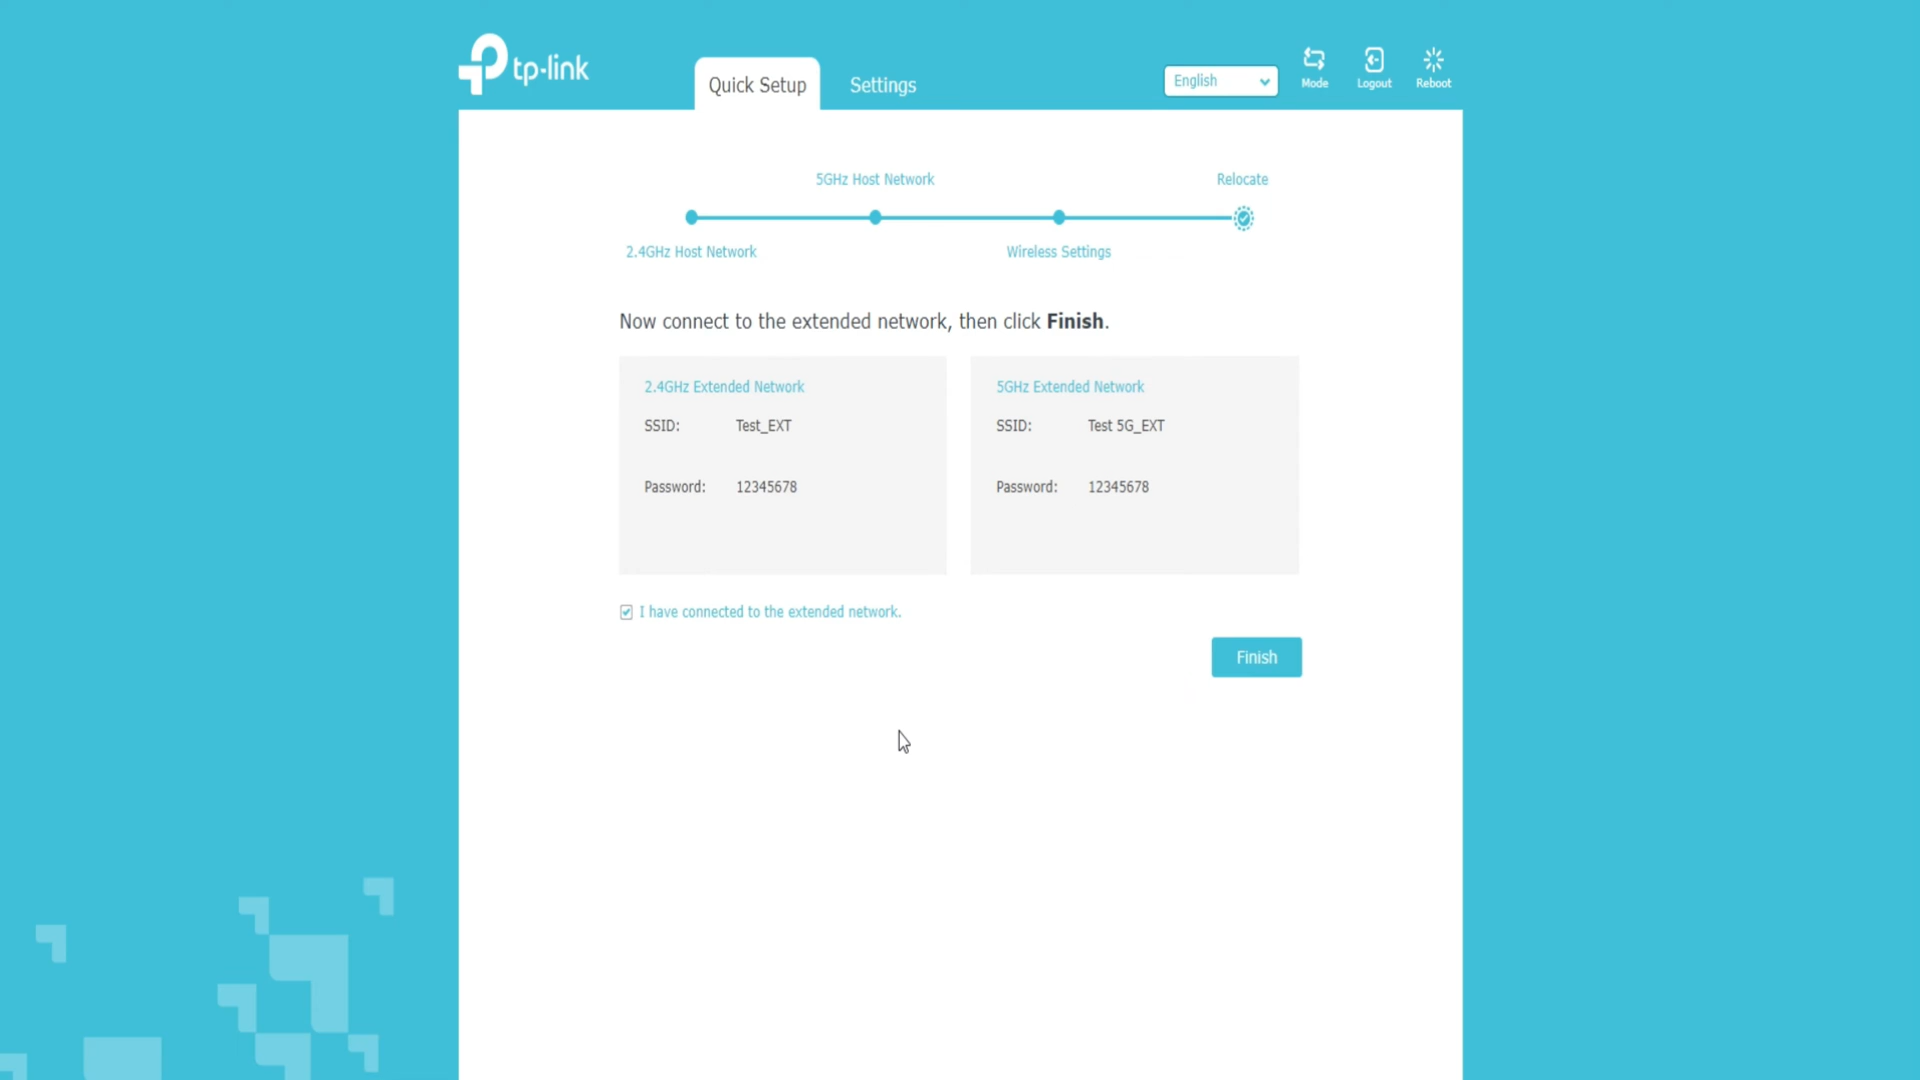 tp-link
Quick Setup
Settings
English
Mode
Logout
Reboot
5GHz Host Network
Relocate
2.4GHz Host Network
Wireless Settings
Now connect to the extended network, then click Finish.
2.4GHz Extended Network
SSID: Test_EXT
Password: 12345678
5GHz Extended Network
SSID: Test 5G_EXT
Password: 12345678
I have connected to the extended network.
Finish